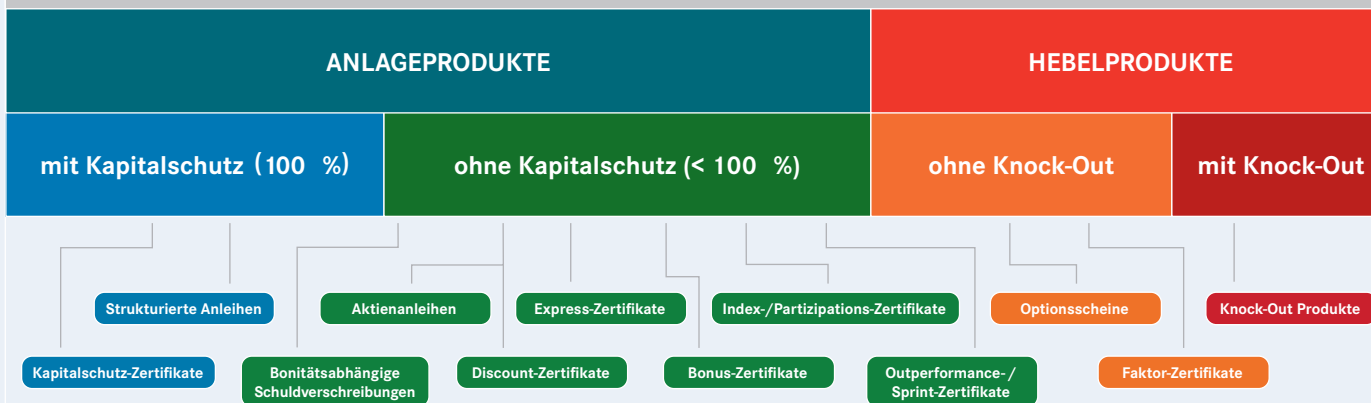 ANLAGEPRODUKTE
HEBELPRODUKTE
mit Kapitalschutz (100 %)
ohne Kapitalschutz (< 100 %)
ohne Knock-Out
mit Knock-Out
Strukturierte Anleihen
Aktienanleihen
Express-Zertifikate
Index-/Partizipations-Zertifikate
Optionsscheine
Knock-Out Produkte
Kapitalschutz-Zertifikate
Bonitätsabhängige
Schuldverschreibungen
Discount-Zertifikate
Bonus-Zertifikate
Outperformance-/
Sprint-Zertifikate
Faktor-Zertifikate